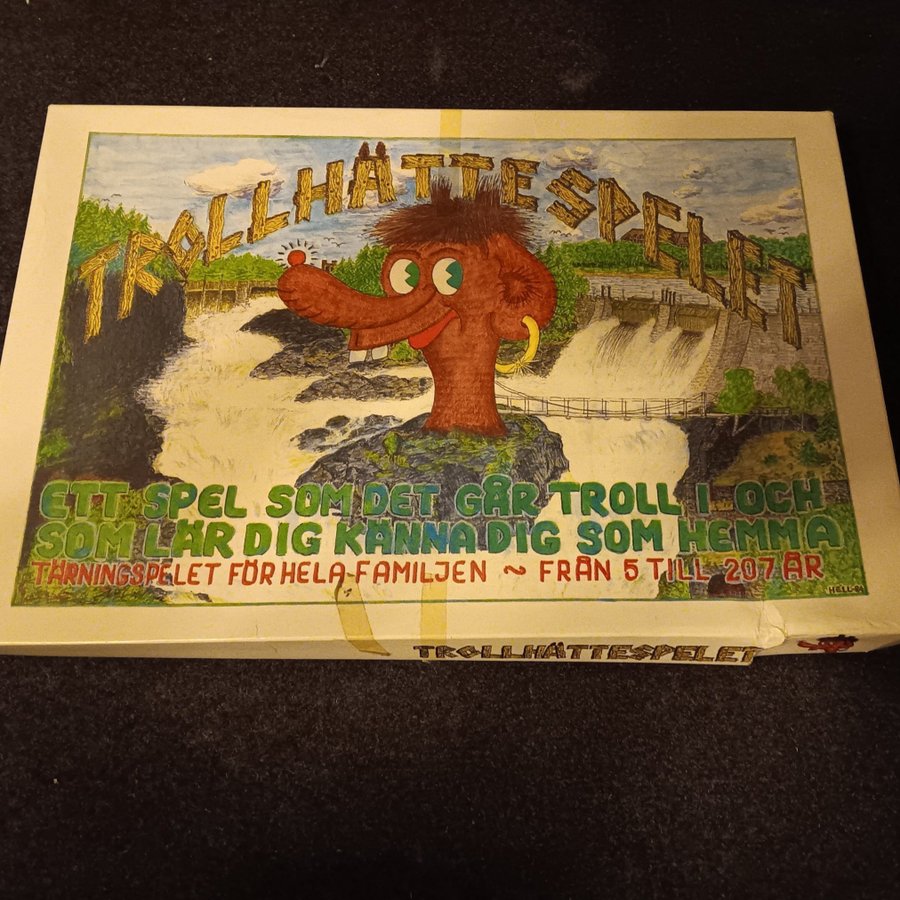 TROLLHÄTTESPELET
ETT SPEL SOM DET GÅR TROLL I OCH
SOM LÄR DIG KÄNNA DIG SOM HEMMA
TÄRNINGSPELET FÖR HELA FAMILJEN ~ FRÅN 5 TILL 207 ÅR
TROLLHÄTTESPELET